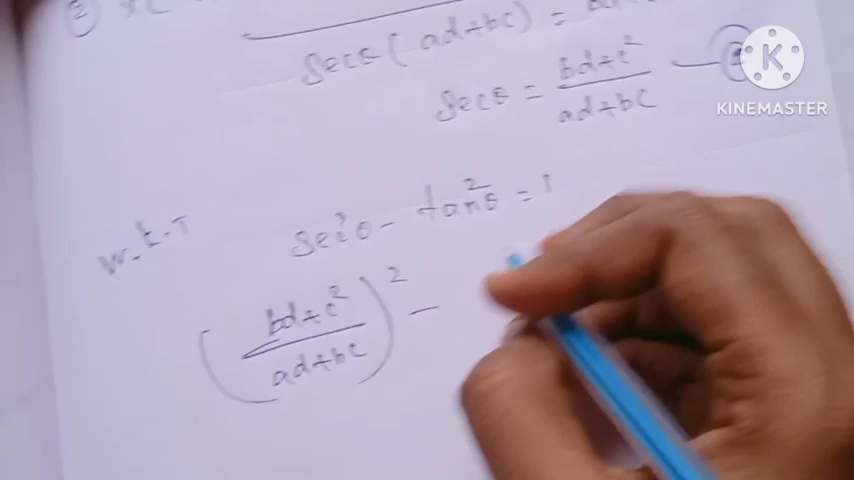 secθ (ad+bc) =
secθ = bd+c² / ad+bc
KINEMASTER
w.k.T sec²θ - tan²θ = 1
(bd+c² / ad+bc)² -